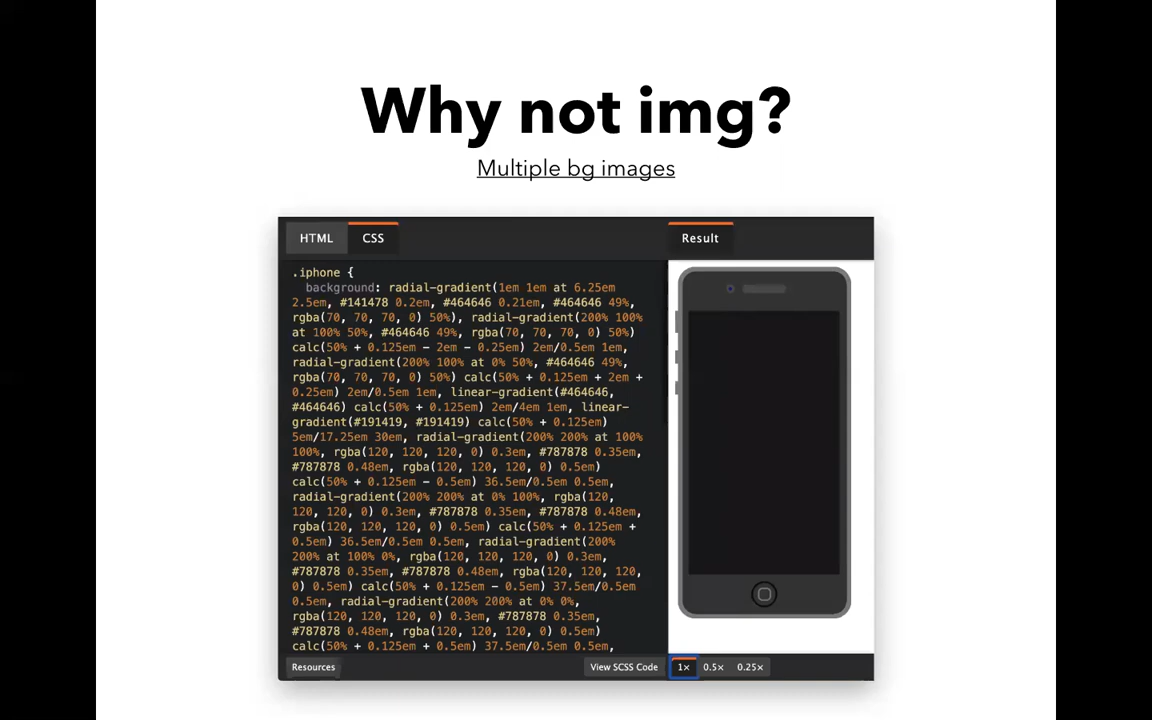 Why not img?
Multiple bg images
HTML CSS Result
.iphone {
background: radial-gradient(1em 1em at 6.25em
2.5em, #141478 0.2em, #464646 0.21em, #464646 49%,
rgba(70, 70, 70, 0) 50%), radial-gradient(200% 100%
at 100% 50%, #464646 49%, rgba(70, 70, 70, 0) 50%)
calc(50% + 0.125em - 2em - 0.25em) 2em/0.5em 1em,
radial-gradient(200% 100% at 0% 50%, #464646 49%,
rgba(70, 70, 70, 0) 50%) calc(50% + 0.125em + 2em +
0.25em) 2em/0.5em 1em, linear-gradient(#464646,
#464646) calc(50% + 0.125em) 2em/4em 1em, linear-
gradient(#191419, #191419) calc(50% + 0.125em)
5em/17.25em 30em, radial-gradient(200% 200% at 100%
100%, rgba(120, 120, 120, 0) 0.3em, #787878 0.35em,
#787878 0.48em, rgba(120, 120, 120, 0) 0.5em)
calc(50% + 0.125em - 0.5em) 36.5em/0.5em 0.5em,
radial-gradient(200% 200% at 0% 100%, rgba(120,
120, 120, 0) 0.3em, #787878 0.35em, #787878 0.48em,
rgba(120, 120, 120, 0) 0.5em) calc(50% + 0.125em +
0.5em) 36.5em/0.5em 0.5em, radial-gradient(200%
200% at 100% 0%, rgba(120, 120, 120, 0) 0.3em,
#787878 0.35em, #787878 0.48em, rgba(120, 120, 120,
0) 0.5em) calc(50% + 0.125em - 0.5em) 37.5em/0.5em
0.5em, radial-gradient(200% 200% at 0% 0%,
rgba(120, 120, 120, 0) 0.3em, #787878 0.35em,
#787878 0.48em, rgba(120, 120, 120, 0) 0.5em)
calc(50% + 0.125em + 0.5em) 37.5em/0.5em 0.5em,
Resources View SCSS Code 1× 0.5× 0.25×